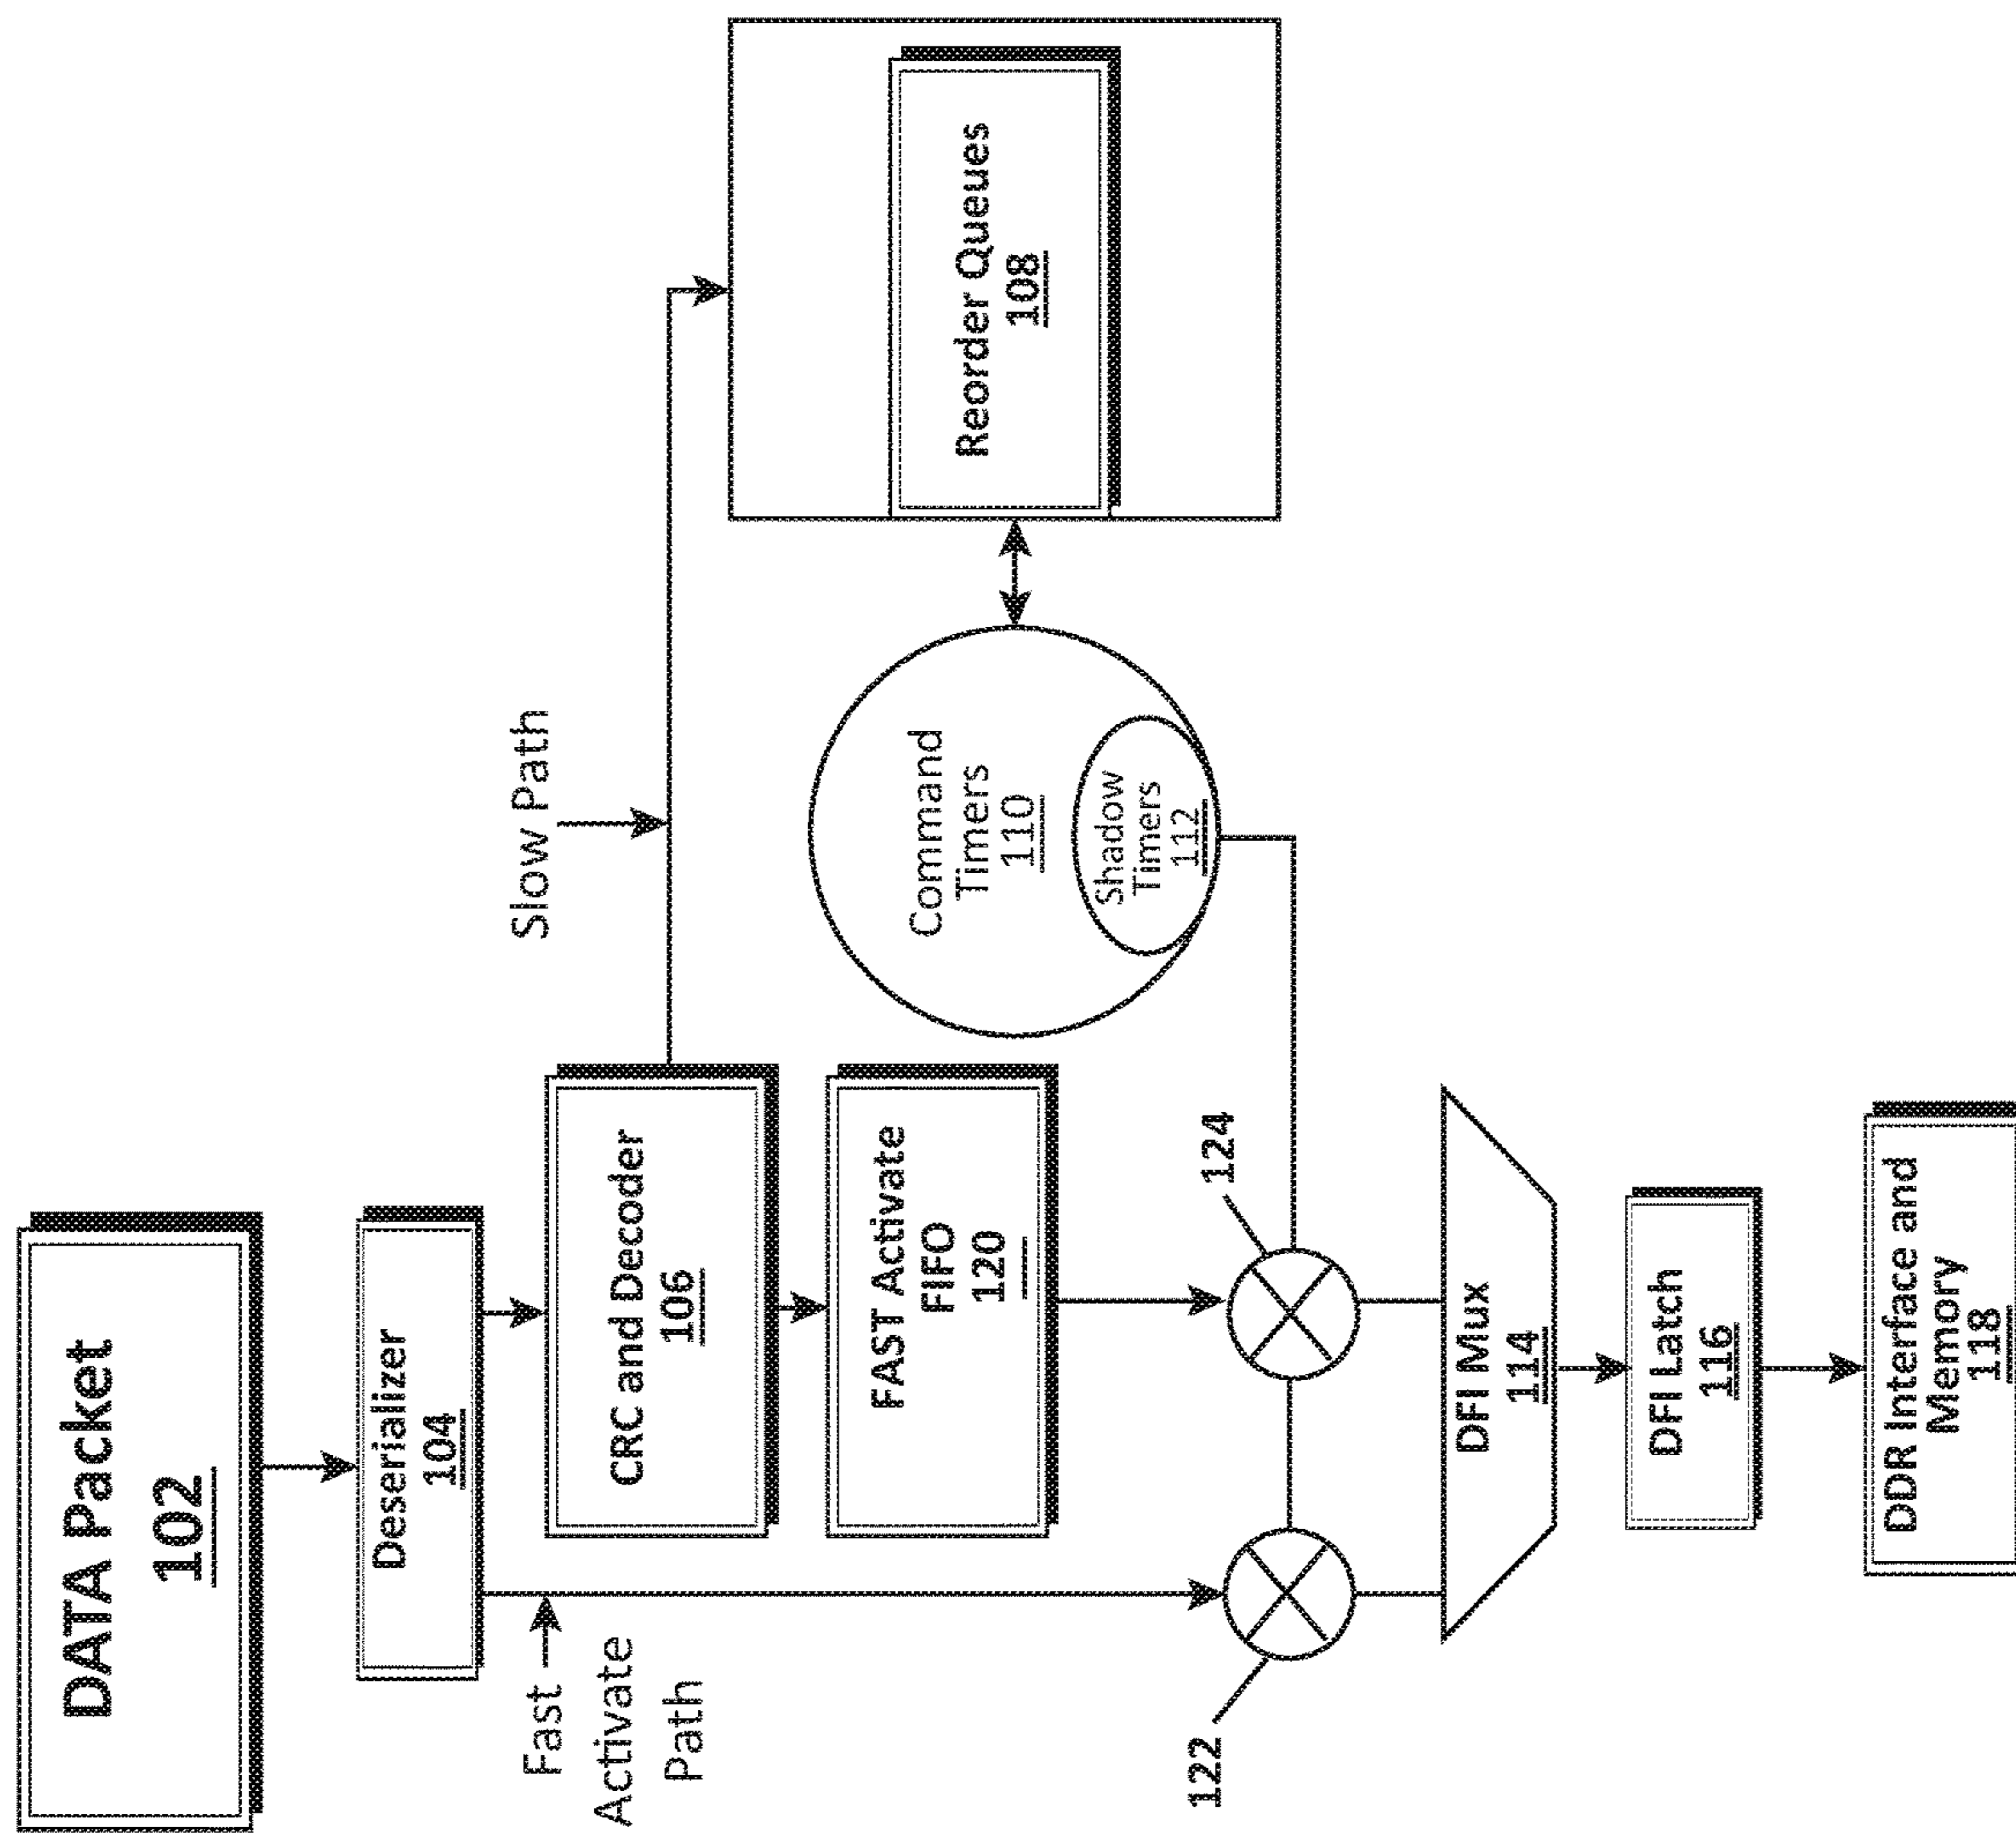 DATA Packet
102
Deserializer
104
Fast
Activate
Path
Slow Path
CRC and Decoder
106
FAST Activate
FIFO
120
Reorder Queues
108
Command
Timers
110
Shadow
Timers
112
122
124
DFI Mux
114
DFI Latch
116
DDR Interface and
Memory
118